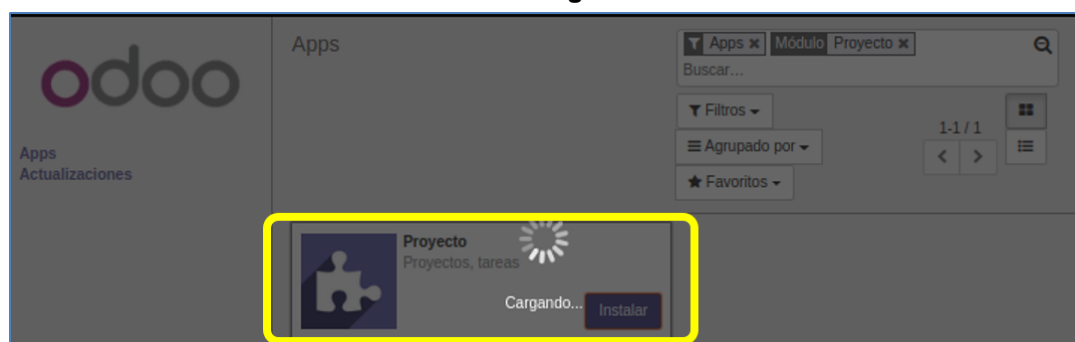 odoo
Apps
Actualizaciones
Apps
Apps x Módulo Proyecto x
Buscar...
Filtros
Agrupado por
Favoritos
1-1 / 1
Proyecto
Proyectos, tareas
Cargando...
Instalar